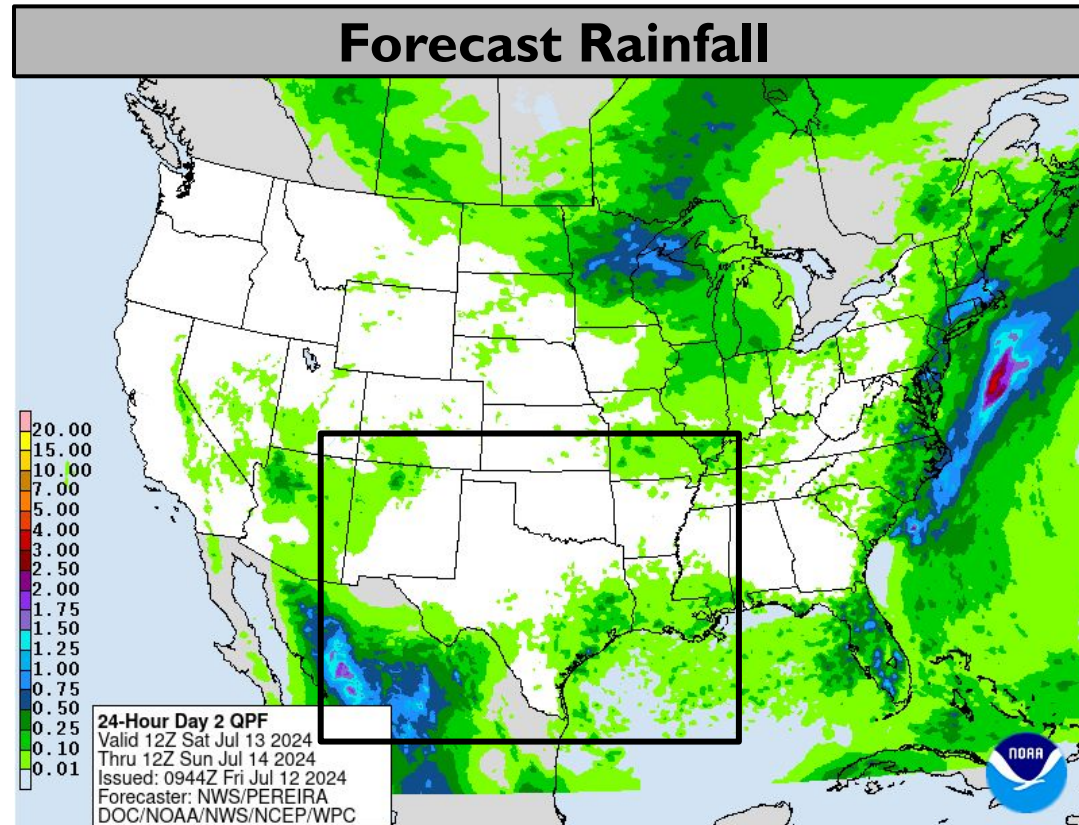 Forecast Rainfall
20.00
15.00
10.00
7.00
5.00
4.00
3.00
2.50
2.00
1.75
1.50
1.25
1.00
0.75
0.50
0.25
0.10
0.01
24-Hour Day 2 QPF
Valid 12Z Sat Jul 13 2024
Thru 12Z Sun Jul 14 2024
Issued: 0944Z Fri Jul 12 2024
Forecaster: NWS/PEREIRA
DOC/NOAA/NWS/NCEP/WPC
NOAA